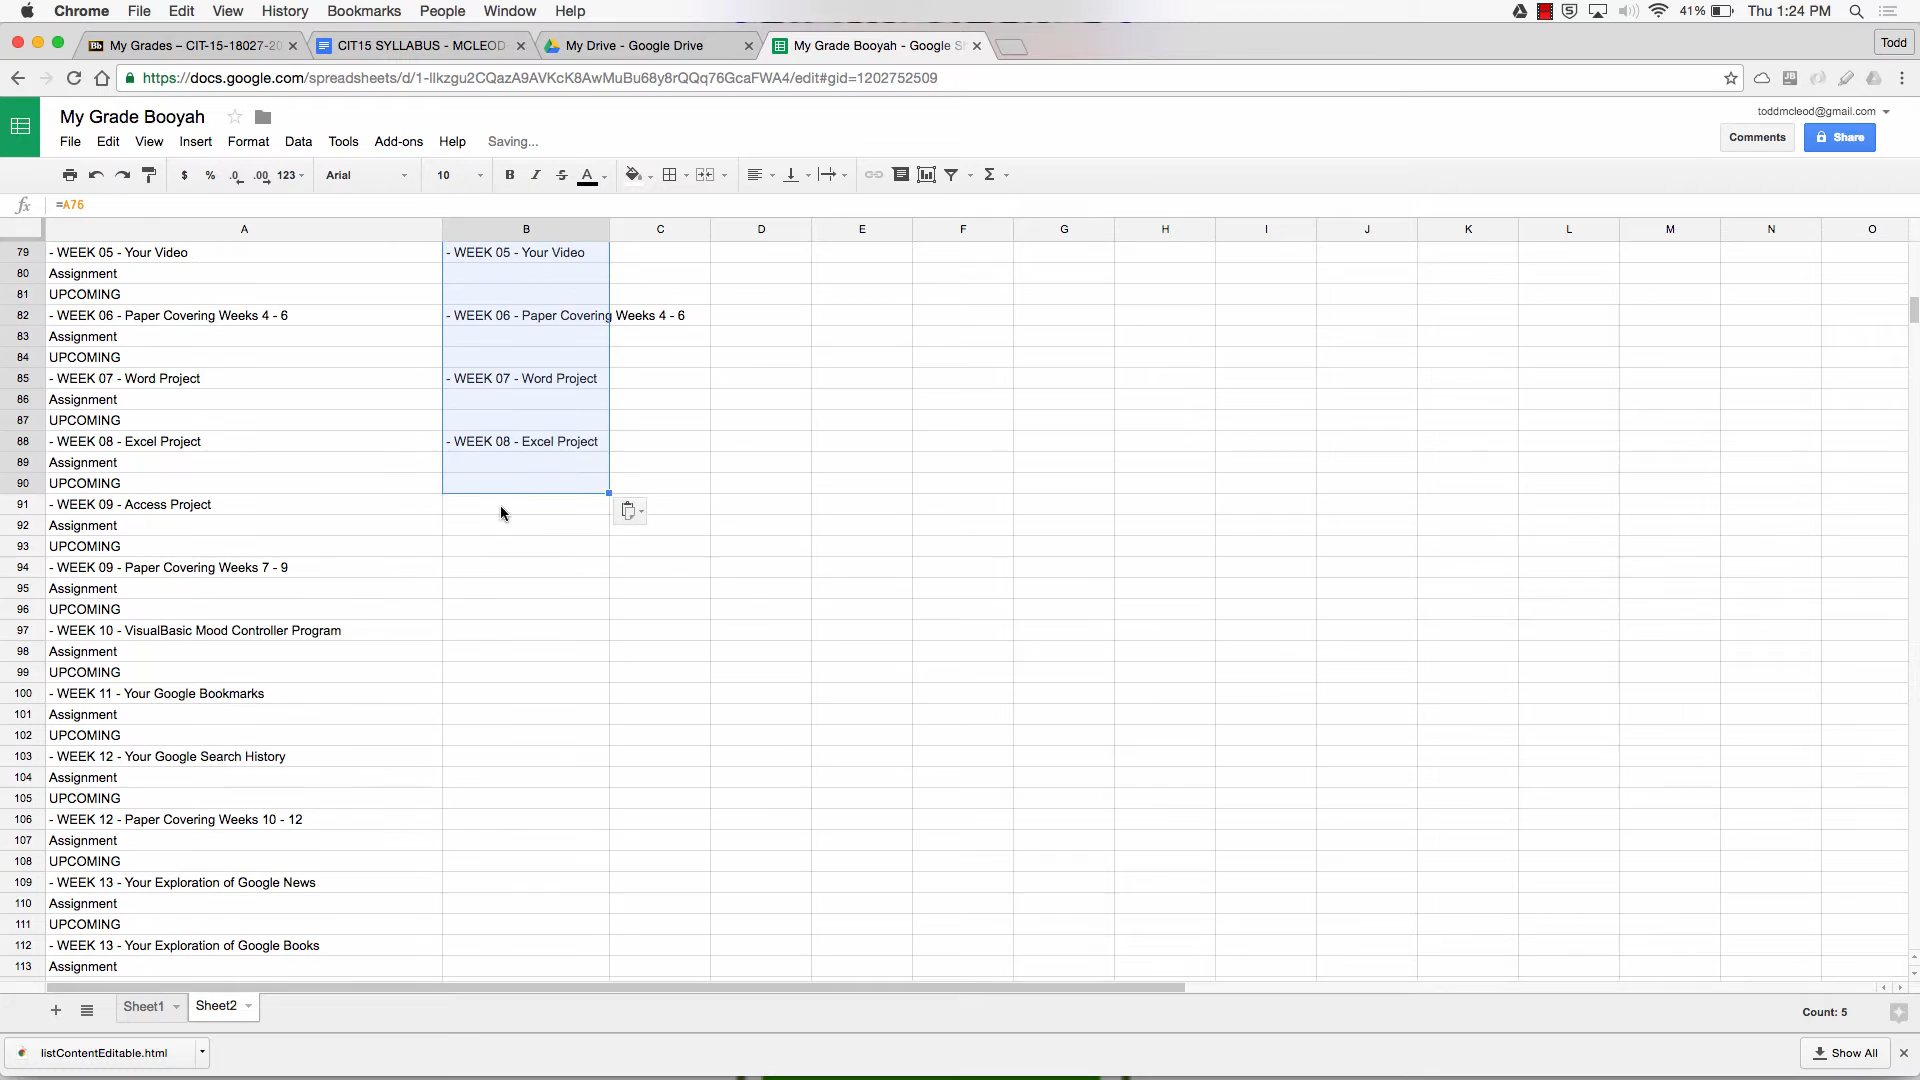 Chrome File Edit View History Bookmarks People Window Help 41% Thu 1:24 PM
My Grades – CIT-15-18027-20 CIT15 SYLLABUS - MCLEOD My Drive - Google Drive My Grade Booyah - Google S Todd
https://docs.google.com/spreadsheets/d/1-llkzgu2CQazA9AVKcK8AwMuBu68y8rQQq76GcaFWA4/edit#gid=1202752509
My Grade Booyah toddmcleod@gmail.com
File Edit View Insert Format Data Tools Add-ons Help Saving... Comments Share
$ % .0 .00 123 Arial 10 B I S A Σ
fx =A76
A B C D E F G H I J K L M N O
79 - WEEK 05 - Your Video - WEEK 05 - Your Video
80 Assignment
81 UPCOMING
82 - WEEK 06 - Paper Covering Weeks 4 - 6 - WEEK 06 - Paper Covering Weeks 4 - 6
83 Assignment
84 UPCOMING
85 - WEEK 07 - Word Project - WEEK 07 - Word Project
86 Assignment
87 UPCOMING
88 - WEEK 08 - Excel Project - WEEK 08 - Excel Project
89 Assignment
90 UPCOMING
91 - WEEK 09 - Access Project
92 Assignment
93 UPCOMING
94 - WEEK 09 - Paper Covering Weeks 7 - 9
95 Assignment
96 UPCOMING
97 - WEEK 10 - VisualBasic Mood Controller Program
98 Assignment
99 UPCOMING
100 - WEEK 11 - Your Google Bookmarks
101 Assignment
102 UPCOMING
103 - WEEK 12 - Your Google Search History
104 Assignment
105 UPCOMING
106 - WEEK 12 - Paper Covering Weeks 10 - 12
107 Assignment
108 UPCOMING
109 - WEEK 13 - Your Exploration of Google News
110 Assignment
111 UPCOMING
112 - WEEK 13 - Your Exploration of Google Books
113 Assignment
Sheet1 Sheet2 Count: 5
listContentEditable.html Show All